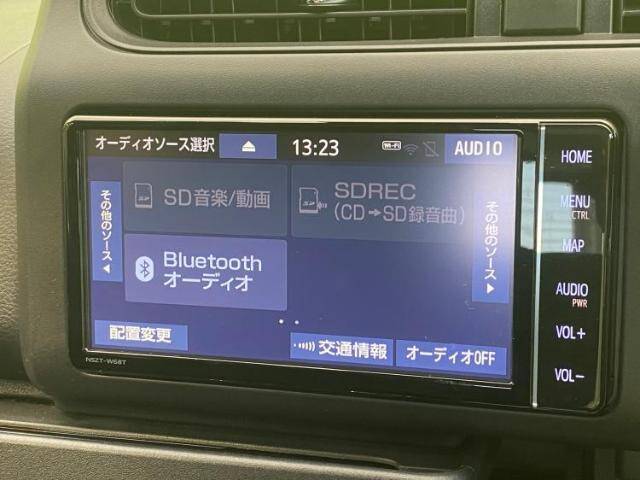 オーディオソース選択
13:23
Wi-Fi
AUDIO
その他のソース
SD音楽/動画
SDREC
(CD→SD録音曲)
その他のソース
Bluetooth
オーディオ
配置変更
交通情報
オーディオOFF
NSZT-W68T
HOME
MENU
CTRL
MAP
AUDIO
PWR
VOL+
VOL-